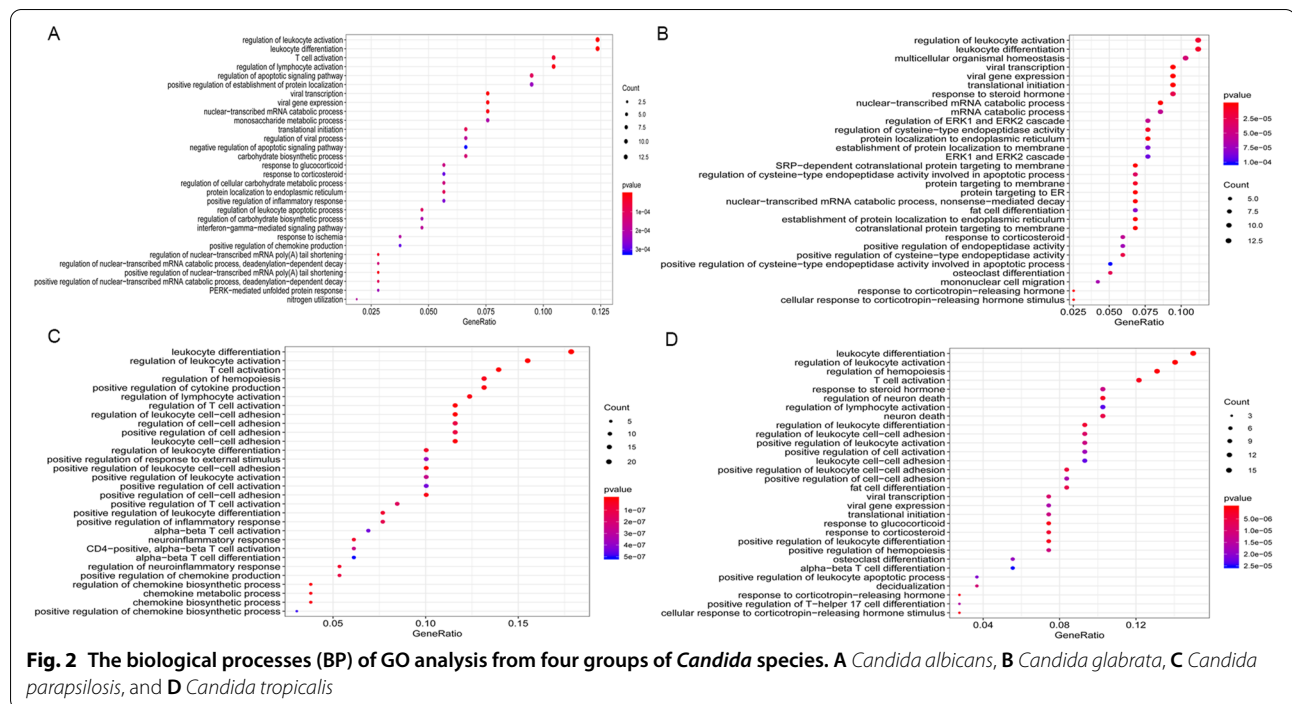 A
regulation of leukocyte activation
leukocyte differentiation
T cell activation
regulation of lymphocyte activation
regulation of apoptotic signaling pathway
positive regulation of establishment of protein localization
viral transcription
viral gene expression
nuclear-transcribed mRNA catabolic process
monosaccharide metabolic process
translational initiation
regulation of viral process
negative regulation of apoptotic signaling pathway
carbohydrate biosynthetic process
response to glucocorticoid
response to corticosteroid
regulation of cellular carbohydrate metabolic process
protein localization to endoplasmic reticulum
positive regulation of inflammatory response
regulation of leukocyte apoptotic process
regulation of carbohydrate biosynthetic process
interferon-gamma-mediated signaling pathway
response to ischemia
positive regulation of chemokine production
regulation of nuclear-transcribed mRNA poly(A) tail shortening
regulation of nuclear-transcribed mRNA catabolic process, deadenylation-dependent decay
positive regulation of nuclear-transcribed mRNA poly(A) tail shortening
positive regulation of nuclear-transcribed mRNA catabolic process, deadenylation-dependent decay
PERK-mediated unfolded protein response
nitrogen utilization
0.025 0.050 0.075 0.100 0.125
GeneRatio
Count
2.5
5.0
7.5
10.0
12.5
pvalue
1e-04
2e-04
3e-04
B
regulation of leukocyte activation
leukocyte differentiation
multicellular organismal homeostasis
viral transcription
viral gene expression
translational initiation
response to steroid hormone
nuclear-transcribed mRNA catabolic process
mRNA catabolic process
regulation of ERK1 and ERK2 cascade
regulation of cysteine-type endopeptidase activity
protein localization to endoplasmic reticulum
establishment of protein localization to membrane
ERK1 and ERK2 cascade
SRP-dependent cotranslational protein targeting to membrane
regulation of cysteine-type endopeptidase activity involved in apoptotic process
protein targeting to membrane
protein targeting to ER
nuclear-transcribed mRNA catabolic process, nonsense-mediated decay
fat cell differentiation
establishment of protein localization to endoplasmic reticulum
cotranslational protein targeting to membrane
response to corticosteroid
positive regulation of endopeptidase activity
positive regulation of cysteine-type endopeptidase activity
positive regulation of cysteine-type endopeptidase activity involved in apoptotic process
osteoclast differentiation
mononuclear cell migration
response to corticotropin-releasing hormone
cellular response to corticotropin-releasing hormone stimulus
0.025 0.050 0.075 0.100
GeneRatio
pvalue
2.5e-05
5.0e-05
7.5e-05
1.0e-04
Count
5.0
7.5
10.0
12.5
C
leukocyte differentiation
regulation of leukocyte activation
T cell activation
regulation of hemopoiesis
positive regulation of cytokine production
regulation of lymphocyte activation
regulation of T cell activation
regulation of leukocyte cell-cell adhesion
regulation of cell-cell adhesion
positive regulation of cell adhesion
leukocyte cell-cell adhesion
regulation of leukocyte differentiation
positive regulation of response to external stimulus
positive regulation of leukocyte cell-cell adhesion
positive regulation of leukocyte activation
positive regulation of cell activation
positive regulation of cell-cell adhesion
positive regulation of T cell activation
positive regulation of leukocyte differentiation
positive regulation of inflammatory response
alpha-beta T cell activation
neuroinflammatory response
CD4-positive, alpha-beta T cell activation
alpha-beta T cell differentiation
regulation of neuroinflammatory response
positive regulation of chemokine production
regulation of chemokine biosynthetic process
chemokine metabolic process
chemokine biosynthetic process
positive regulation of chemokine biosynthetic process
0.05 0.10 0.15
GeneRatio
Count
5
10
15
20
pvalue
1e-07
2e-07
3e-07
4e-07
5e-07
D
leukocyte differentiation
regulation of leukocyte activation
regulation of hemopoiesis
T cell activation
response to steroid hormone
regulation of neuron death
regulation of lymphocyte activation
neuron death
regulation of leukocyte differentiation
regulation of leukocyte cell-cell adhesion
positive regulation of leukocyte activation
positive regulation of cell activation
leukocyte cell-cell adhesion
positive regulation of leukocyte cell-cell adhesion
positive regulation of cell-cell adhesion
fat cell differentiation
viral transcription
viral gene expression
translational initiation
response to glucocorticoid
response to corticosteroid
positive regulation of leukocyte differentiation
positive regulation of hemopoiesis
osteoclast differentiation
alpha-beta T cell differentiation
positive regulation of leukocyte apoptotic process
decidualization
response to corticotropin-releasing hormone
positive regulation of T-helper 17 cell differentiation
cellular response to corticotropin-releasing hormone stimulus
0.04 0.08 0.12
GeneRatio
Count
3
6
9
12
15
pvalue
5.0e-06
1.0e-05
1.5e-05
2.0e-05
2.5e-05
Fig. 2 The biological processes (BP) of GO analysis from four groups of Candida species. A Candida albicans, B Candida glabrata, C Candida
parapsilosis, and D Candida tropicalis